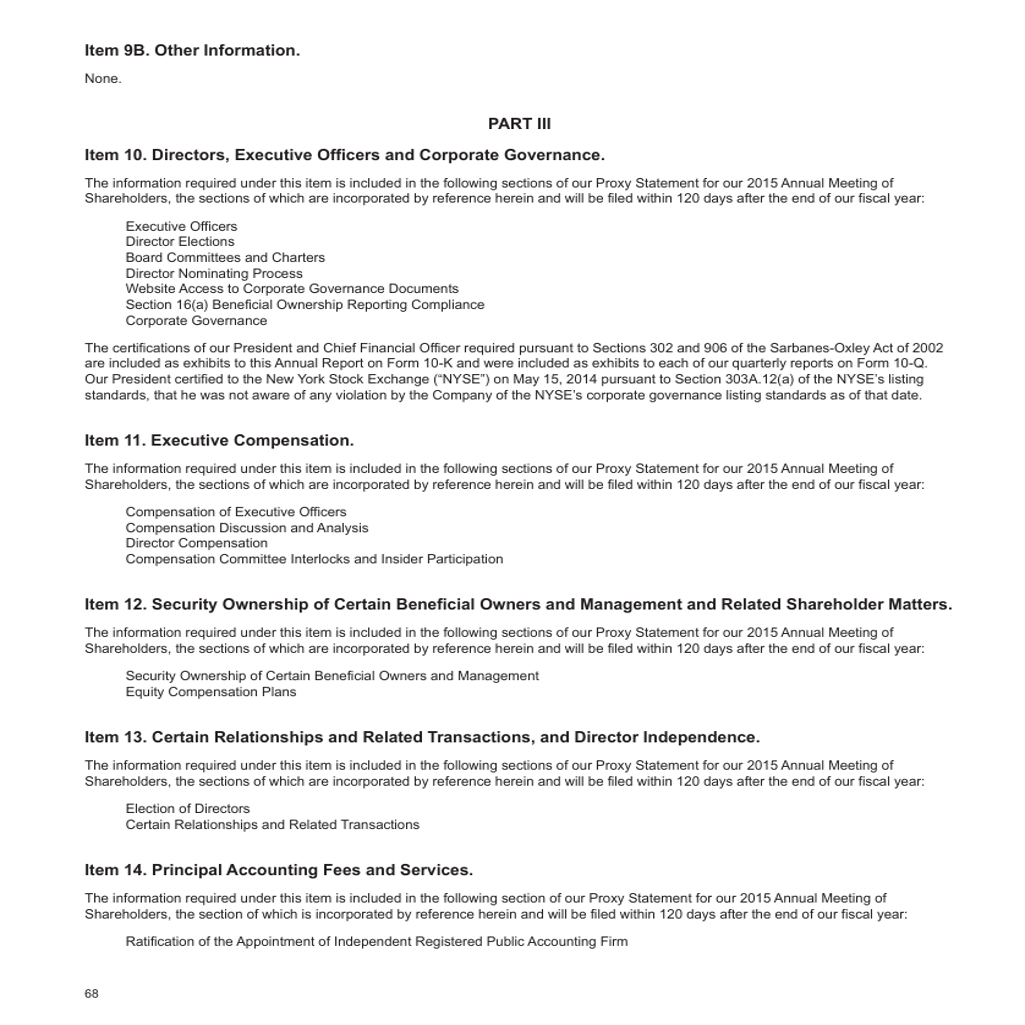 Item 9B. Other Information.
None.
PART III
Item 10. Directors, Executive Officers and Corporate Governance.
The information required under this item is included in the following sections of our Proxy Statement for our 2015 Annual Meeting of
Shareholders, the sections of which are incorporated by reference herein and will be filed within 120 days after the end of our fiscal year:
Executive Officers
Director Elections
Board Committees and Charters
Director Nominating Process
Website Access to Corporate Governance Documents
Section 16(a) Beneficial Ownership Reporting Compliance
Corporate Governance
The certifications of our President and Chief Financial Officer required pursuant to Sections 302 and 906 of the Sarbanes-Oxley Act of 2002
are included as exhibits to this Annual Report on Form 10-K and were included as exhibits to each of our quarterly reports on Form 10-Q.
Our President certified to the New York Stock Exchange (“NYSE”) on May 15, 2014 pursuant to Section 303A.12(a) of the NYSE’s listing
standards, that he was not aware of any violation by the Company of the NYSE’s corporate governance listing standards as of that date.
Item 11. Executive Compensation.
The information required under this item is included in the following sections of our Proxy Statement for our 2015 Annual Meeting of
Shareholders, the sections of which are incorporated by reference herein and will be filed within 120 days after the end of our fiscal year:
Compensation of Executive Officers
Compensation Discussion and Analysis
Director Compensation
Compensation Committee Interlocks and Insider Participation
Item 12. Security Ownership of Certain Beneficial Owners and Management and Related Shareholder Matters.
The information required under this item is included in the following sections of our Proxy Statement for our 2015 Annual Meeting of
Shareholders, the sections of which are incorporated by reference herein and will be filed within 120 days after the end of our fiscal year:
Security Ownership of Certain Beneficial Owners and Management
Equity Compensation Plans
Item 13. Certain Relationships and Related Transactions, and Director Independence.
The information required under this item is included in the following sections of our Proxy Statement for our 2015 Annual Meeting of
Shareholders, the sections of which are incorporated by reference herein and will be filed within 120 days after the end of our fiscal year:
Election of Directors
Certain Relationships and Related Transactions
Item 14. Principal Accounting Fees and Services.
The information required under this item is included in the following section of our Proxy Statement for our 2015 Annual Meeting of
Shareholders, the section of which is incorporated by reference herein and will be filed within 120 days after the end of our fiscal year:
Ratification of the Appointment of Independent Registered Public Accounting Firm
68